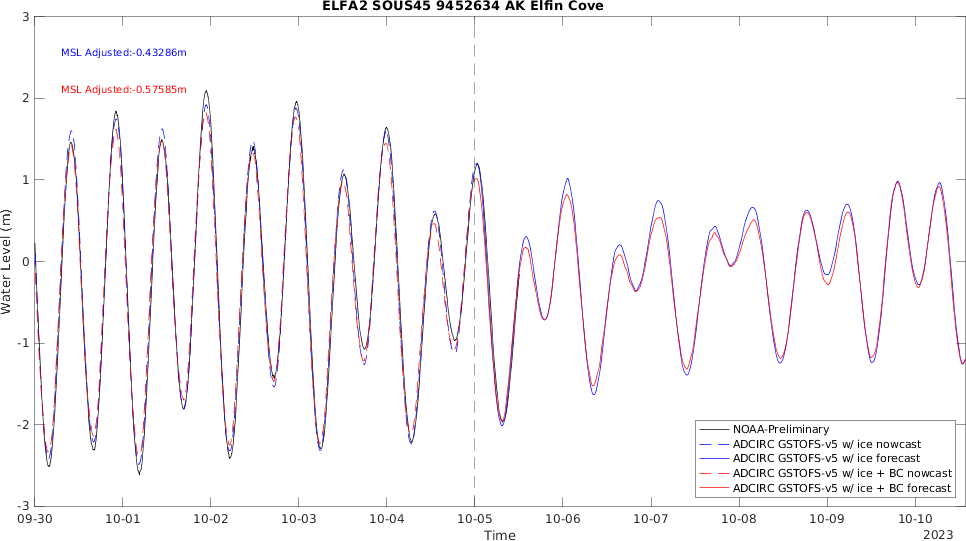 ELFA2 SOUS45 9452634 AK Elfin Cove
MSL Adjusted:-0.43286m
MSL Adjusted:-0.57585m
Water Level (m)
3
2
1
0
-1
-2
-3
NOAA-Preliminary
ADCIRC GSTOFS-v5 w/ ice nowcast
ADCIRC GSTOFS-v5 w/ ice forecast
ADCIRC GSTOFS-v5 w/ ice + BC nowcast
ADCIRC GSTOFS-v5 w/ ice + BC forecast
09-30 10-01 10-02 10-03 10-04 10-05 10-06 10-07 10-08 10-09 10-10
Time
2023